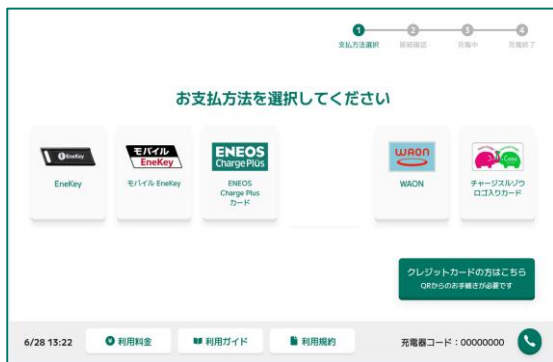 1
2
3
4
支払方法選択
接続確認
充電中
充電終了
お支払方法を選択してください
EneKey
モバイル
EneKey
ENEOS
Charge Plus
WAON
EneKey
モバイル EneKey
ENEOS
Charge Plus
カード
WAON
チャージスルゾウ
ロゴ入りカード
クレジットカードの方はこちら
QRからのお手続きが必要です
6/28 13:22
利用料金
利用ガイド
利用規約
充電器コード:00000000